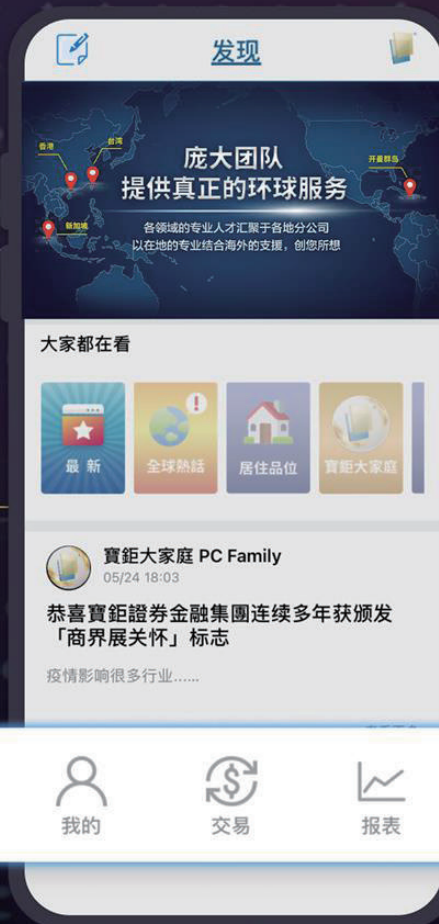 发现
香港
台湾
开曼群岛
新加坡
庞大团队
提供真正的环球服务
各领域的专业人才汇聚于各地分公司
以在地的专业结合海外的支援，创您所想
大家都在看
最新
全球熱話
居住品位
寶鉅大家庭
寶鉅大家庭 PC Family
05/24 18:03
恭喜寶鉅證券金融集團连续多年获颁发
「商界展关怀」标志
疫情影响很多行业......
我的
交易
报表